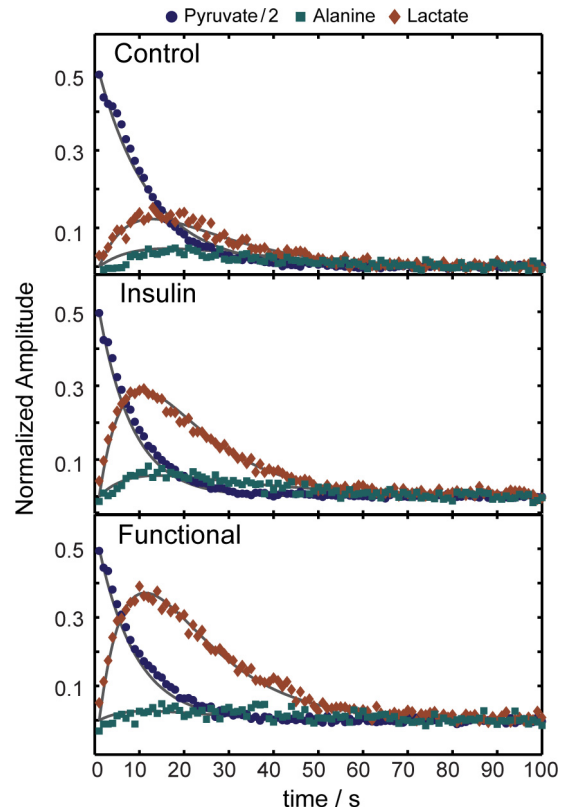 Pyruvate/2 Alanine Lactate
Control
0.5
0.3
0.1
Insulin
0.5
0.3
0.1
Functional
0.5
0.3
0.1
Normalized Amplitude
0 10 20 30 40 50 60 70 80 90 100
time / s